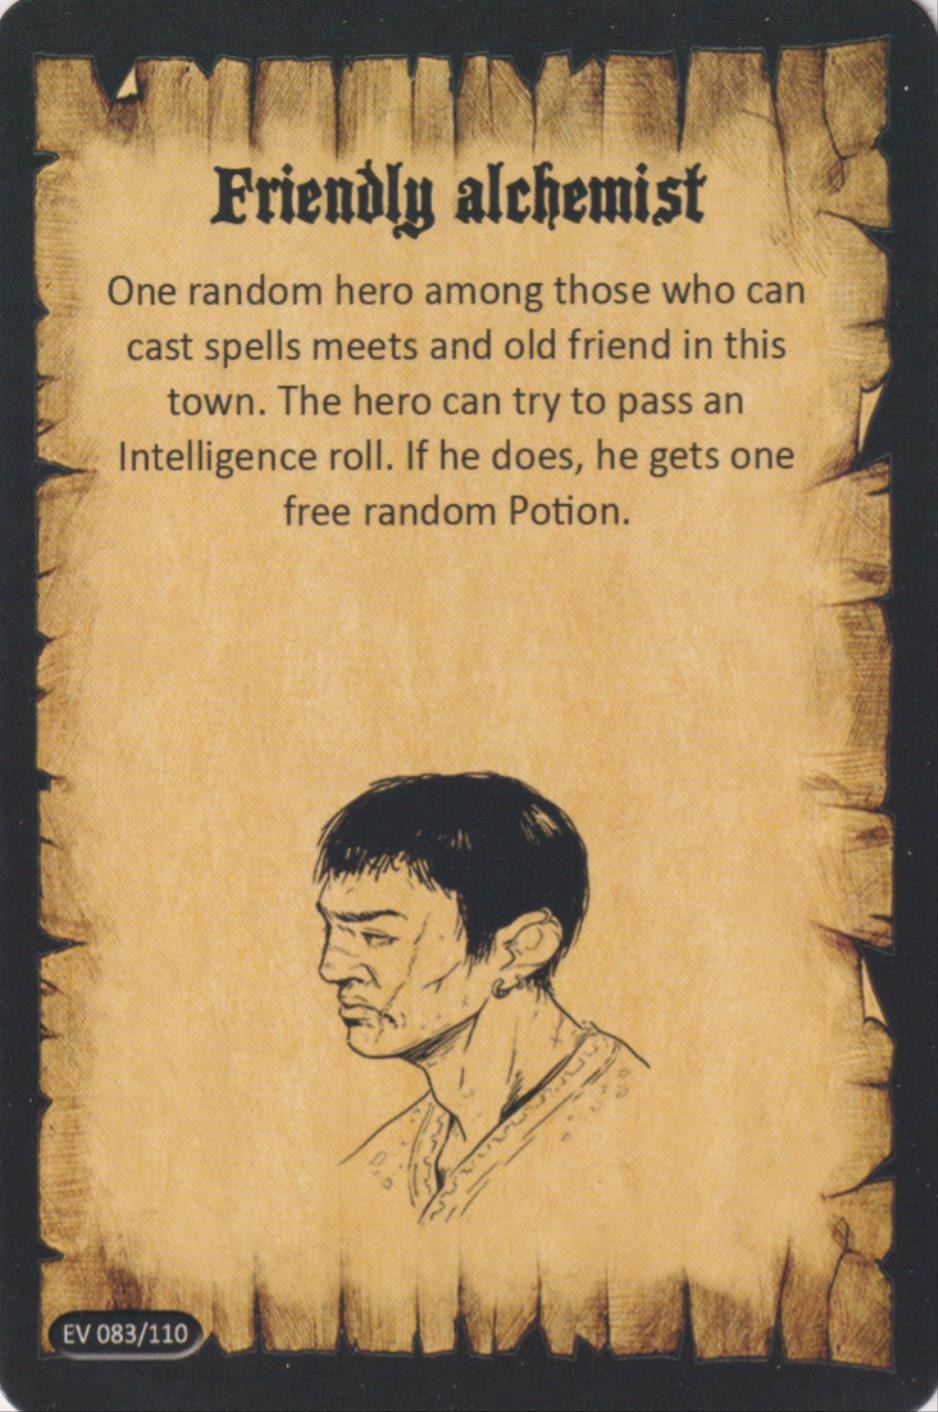 Friendly alchemist
One random hero among those who can
cast spells meets and old friend in this
town. The hero can try to pass an
Intelligence roll. If he does, he gets one
free random Potion.
EV 083/110